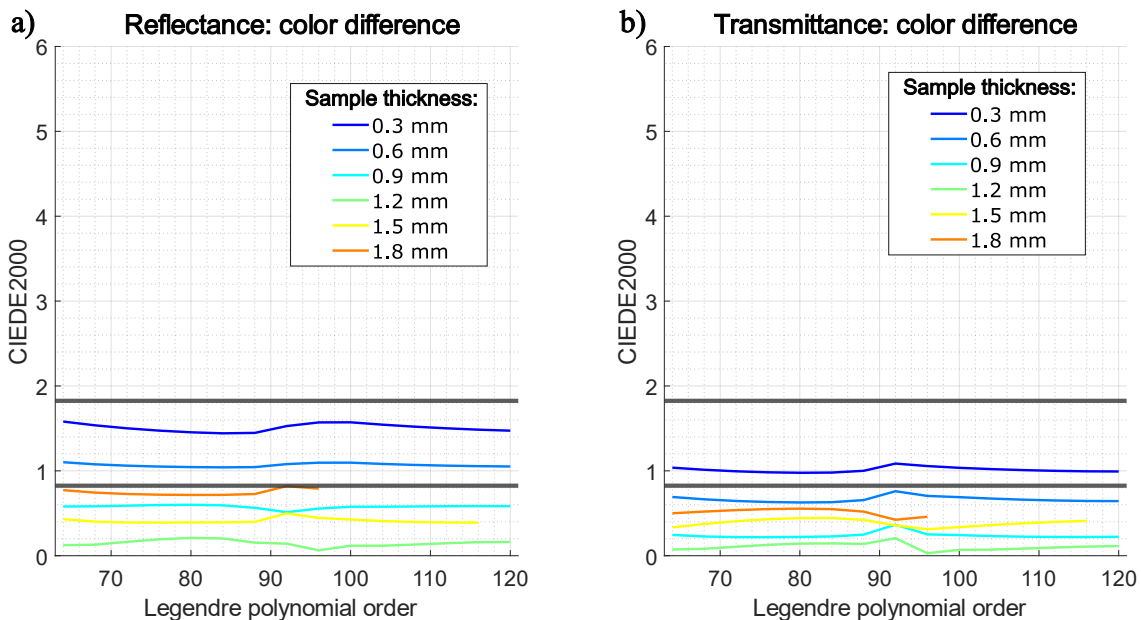 a)
Reflectance: color difference
6
5
4
3
2
1
0
CIEDE2000
Sample thickness:
0.3 mm
0.6 mm
0.9 mm
1.2 mm
1.5 mm
1.8 mm
70 80 90 100 110 120
Legendre polynomial order
b)
Transmittance: color difference
6
5
4
3
2
1
0
CIEDE2000
Sample thickness:
0.3 mm
0.6 mm
0.9 mm
1.2 mm
1.5 mm
1.8 mm
70 80 90 100 110 120
Legendre polynomial order